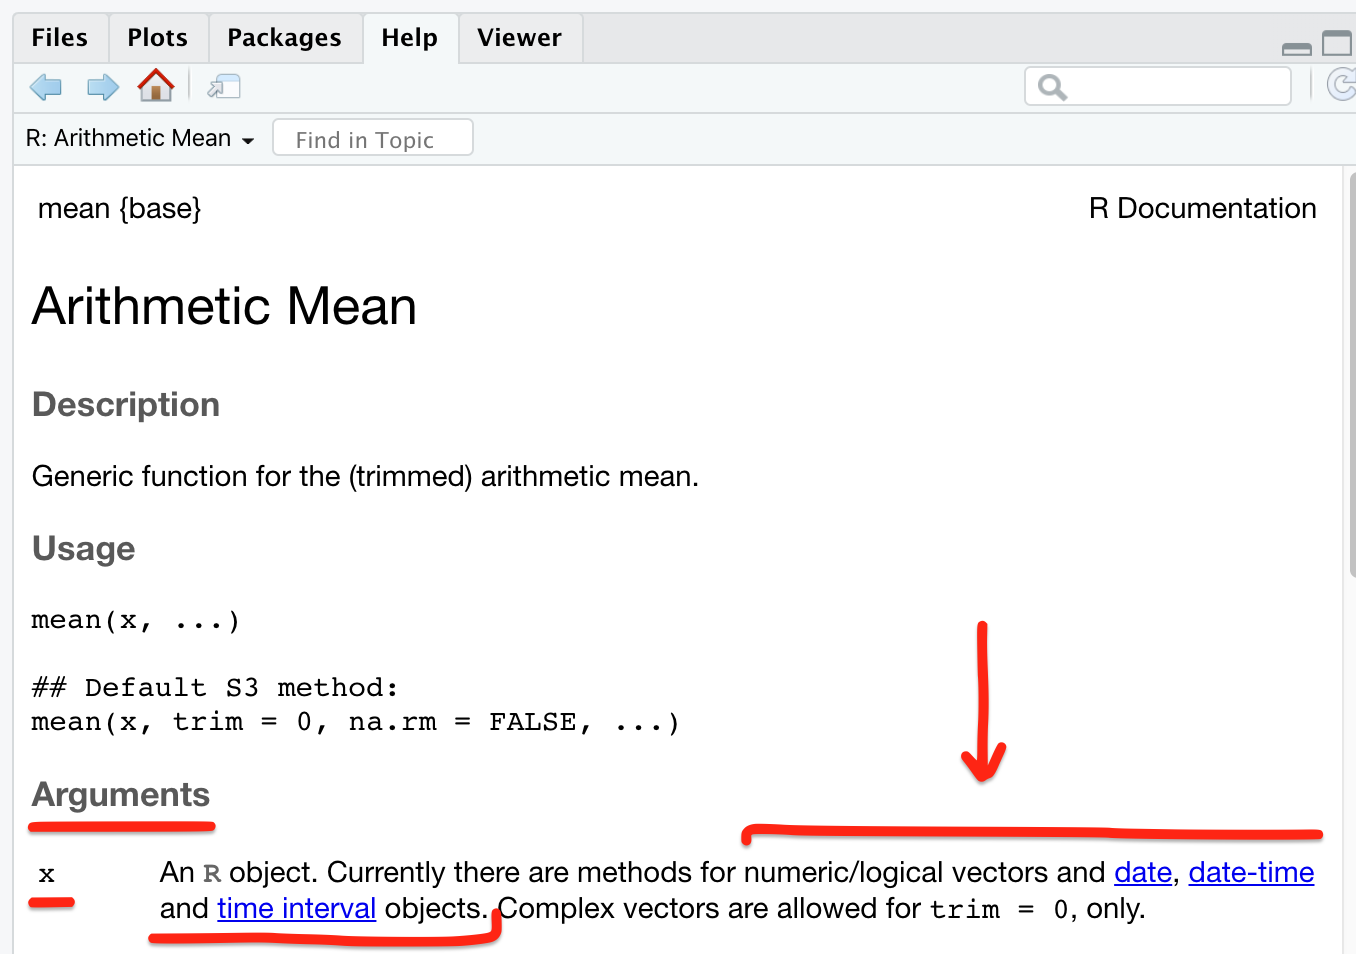 Files Plots Packages Help Viewer
R: Arithmetic Mean Find in Topic
mean {base} R Documentation
Arithmetic Mean
Description
Generic function for the (trimmed) arithmetic mean.
Usage
mean(x, ...)
## Default S3 method:
mean(x, trim = 0, na.rm = FALSE, ...)
Arguments
x An R object. Currently there are methods for numeric/logical vectors and date, date-time
and time interval objects. Complex vectors are allowed for trim = 0, only.